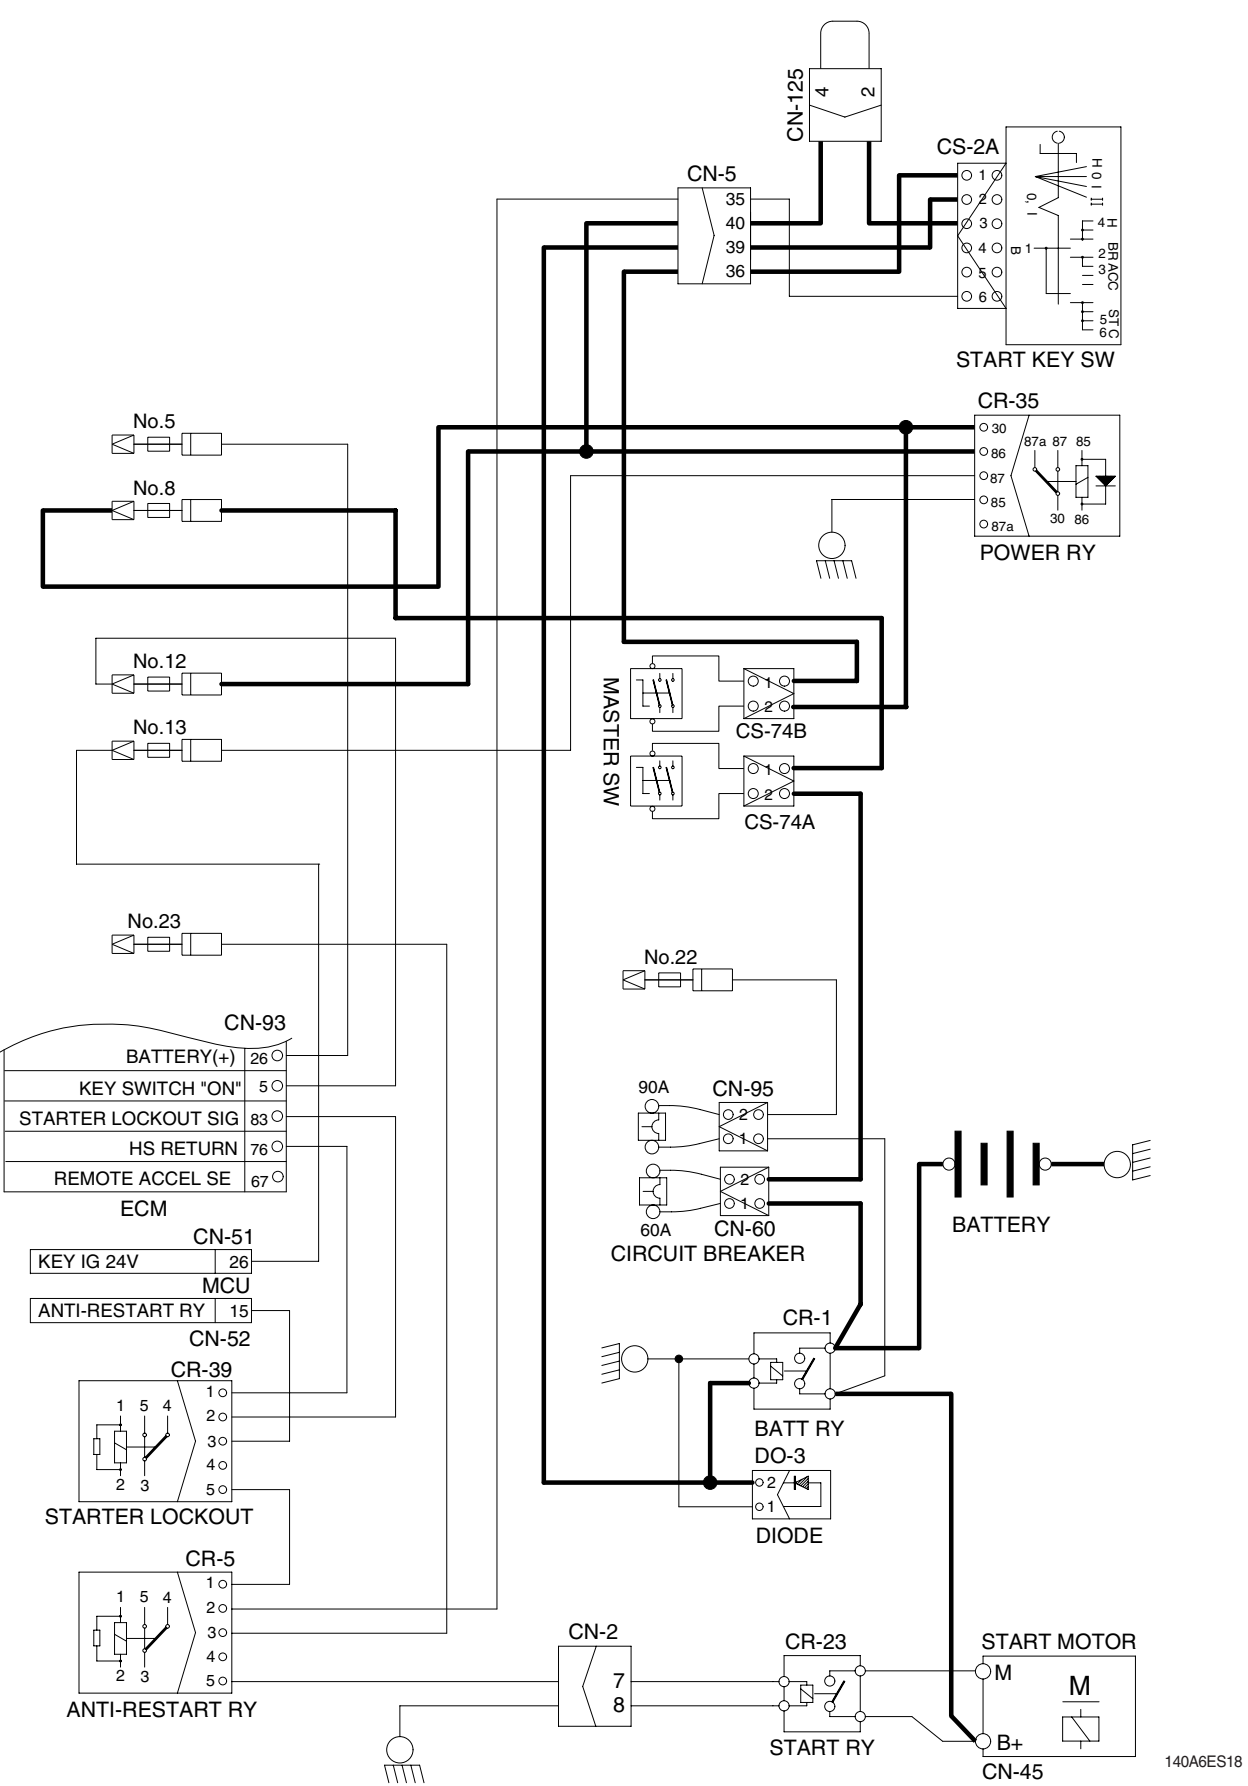 CN-125
4 2
CS-2A
CN-5
35
40
39
36
1
2
3
4
5
6
H 0 I II
0, I
B 1
4 H
2 BR
3 ACC
5 ST
6 C
START KEY SW
CR-35
30
86
87
85
87a
87a 87 85
30 86
POWER RY
No.5
No.8
No.12
No.13
MASTER SW
1
2
CS-74B
1
2
CS-74A
No.23
No.22
CN-93
BATTERY(+) 26
KEY SWITCH "ON" 5
STARTER LOCKOUT SIG 83
HS RETURN 76
REMOTE ACCEL SE 67
ECM
90A CN-95
2
1
2
1
60A CN-60
CIRCUIT BREAKER
BATTERY
CN-51
KEY IG 24V 26
MCU
ANTI-RESTART RY 15
CN-52
CR-1
BATT RY
DO-3
2
1
DIODE
CR-39
1
2
3
4
5
1 5 4
2 3
STARTER LOCKOUT
CR-5
1
2
3
4
5
1 5 4
2 3
ANTI-RESTART RY
CN-2
7
8
CR-23
START RY
START MOTOR
M
M
B+
CN-45
140A6ES18